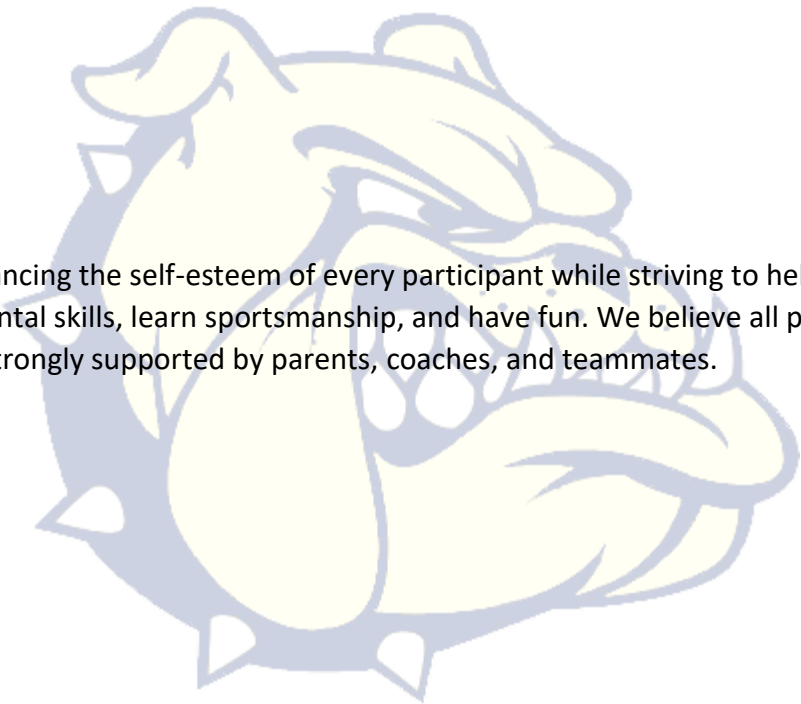 ancing the self-esteem of every participant while striving to hel
ntal skills, learn sportsmanship, and have fun. We believe all p
trongly supported by parents, coaches, and teammates.